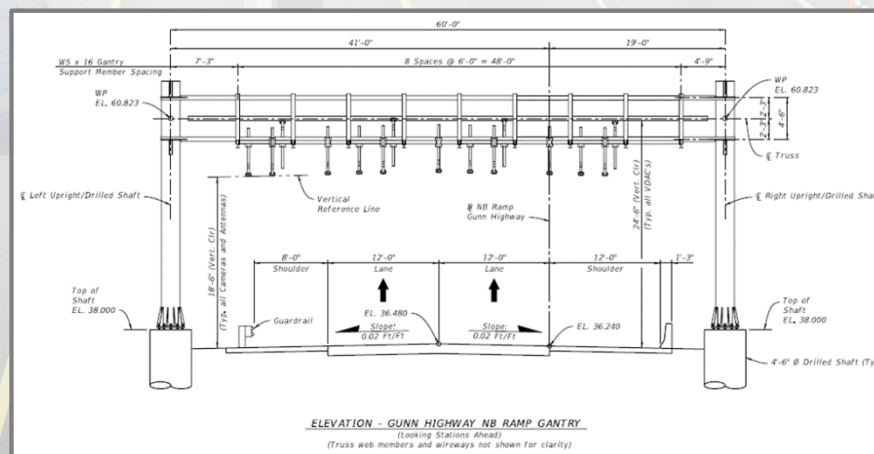 60'-0"
41'-0"
19'-0"
W5 x 16 Gantry
Support Member Spacing
7'-3"
8 Spaces @ 6'-0" = 48'-0"
4'-9"
WP
EL. 60.823
WP
EL. 60.823
2'-3"
2'-3"
4'-6"
℄ Truss
℄ Left Upright/Drilled Shaft
Vertical
Reference Line
NB Ramp
Gunn Highway
℄ Right Upright/Drilled Shaf
18'-6" (Vert. Clr)
(Typ. all Cameras and Antennas)
24'-6" (Vert. Clr)
(Typ. all VDAC's)
8'-0"
Shoulder
12'-0"
Lane
12'-0"
Lane
12'-0"
Shoulder
1'-3"
Top of
Shaft
EL. 38.000
Guardrail
EL. 36.480
Slope:
0.02 Ft/Ft
Slope:
0.02 Ft/Ft
EL. 36.240
Top of
Shaft
EL. 38.000
4'-6" Ø Drilled Shaft (Ty
ELEVATION - GUNN HIGHWAY NB RAMP GANTRY
(Looking Stations Ahead)
(Truss web members and wireways not shown for clarity)